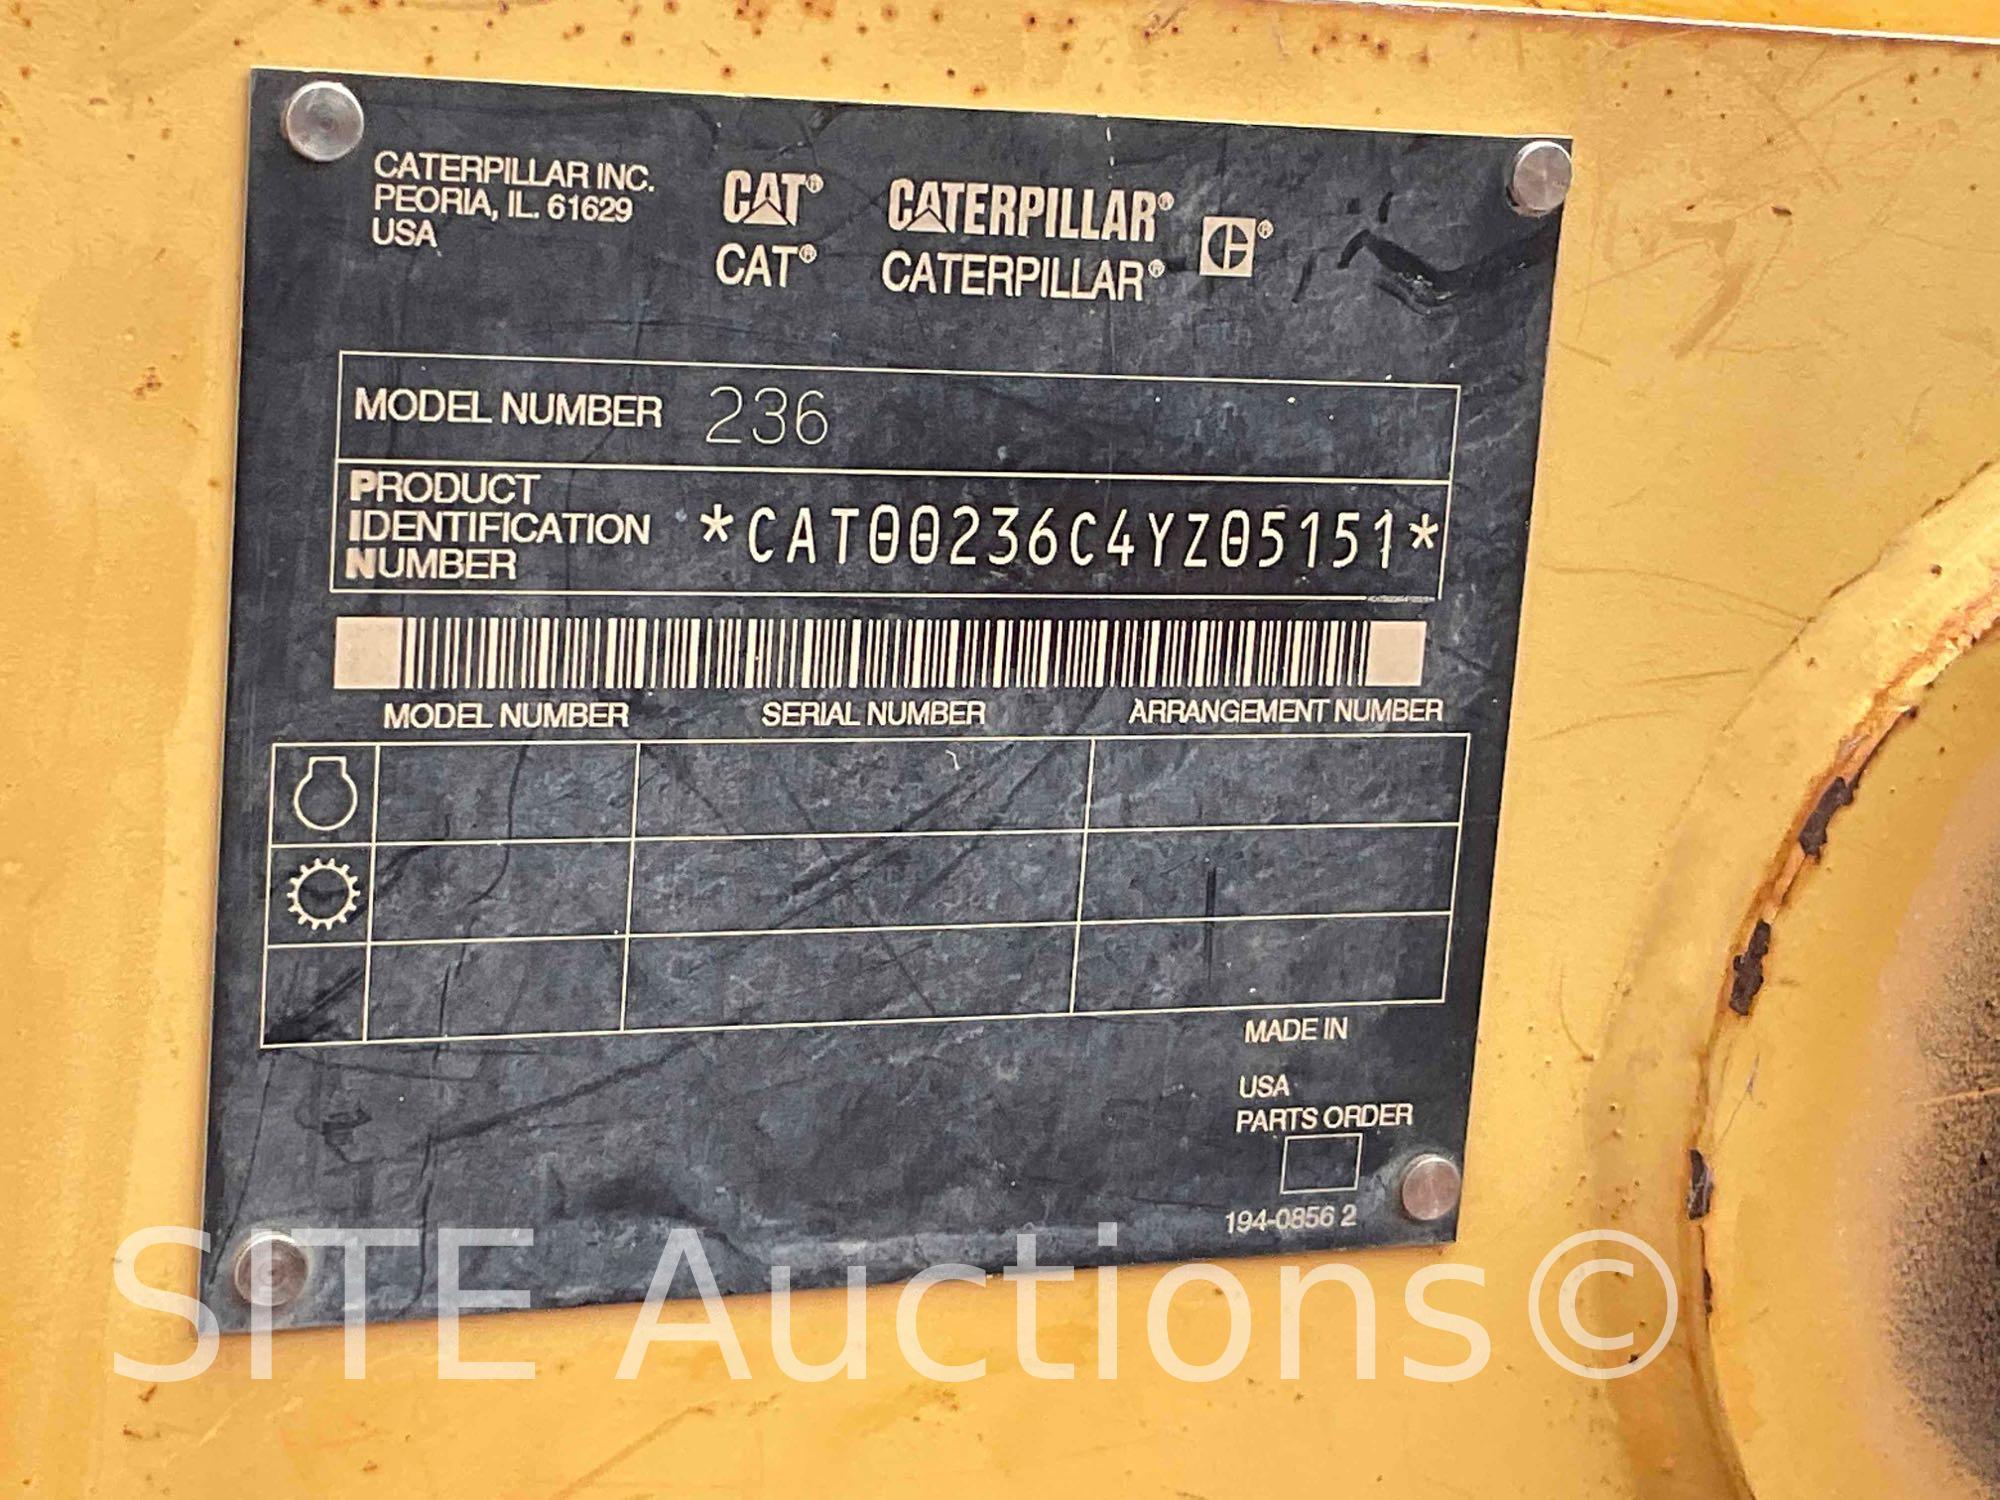 CATERPILLAR INC.
PEORIA, IL. 61629
USA
CAT® CATERPILLAR®
CAT® CATERPILLAR® ®
MODEL NUMBER 236
PRODUCT
IDENTIFICATION
NUMBER
*CAT00236C4YZ05151*
MODEL NUMBER SERIAL NUMBER ARRANGEMENT NUMBER
MADE IN
USA
PARTS ORDER
194-0856 2
SITE Auctions©